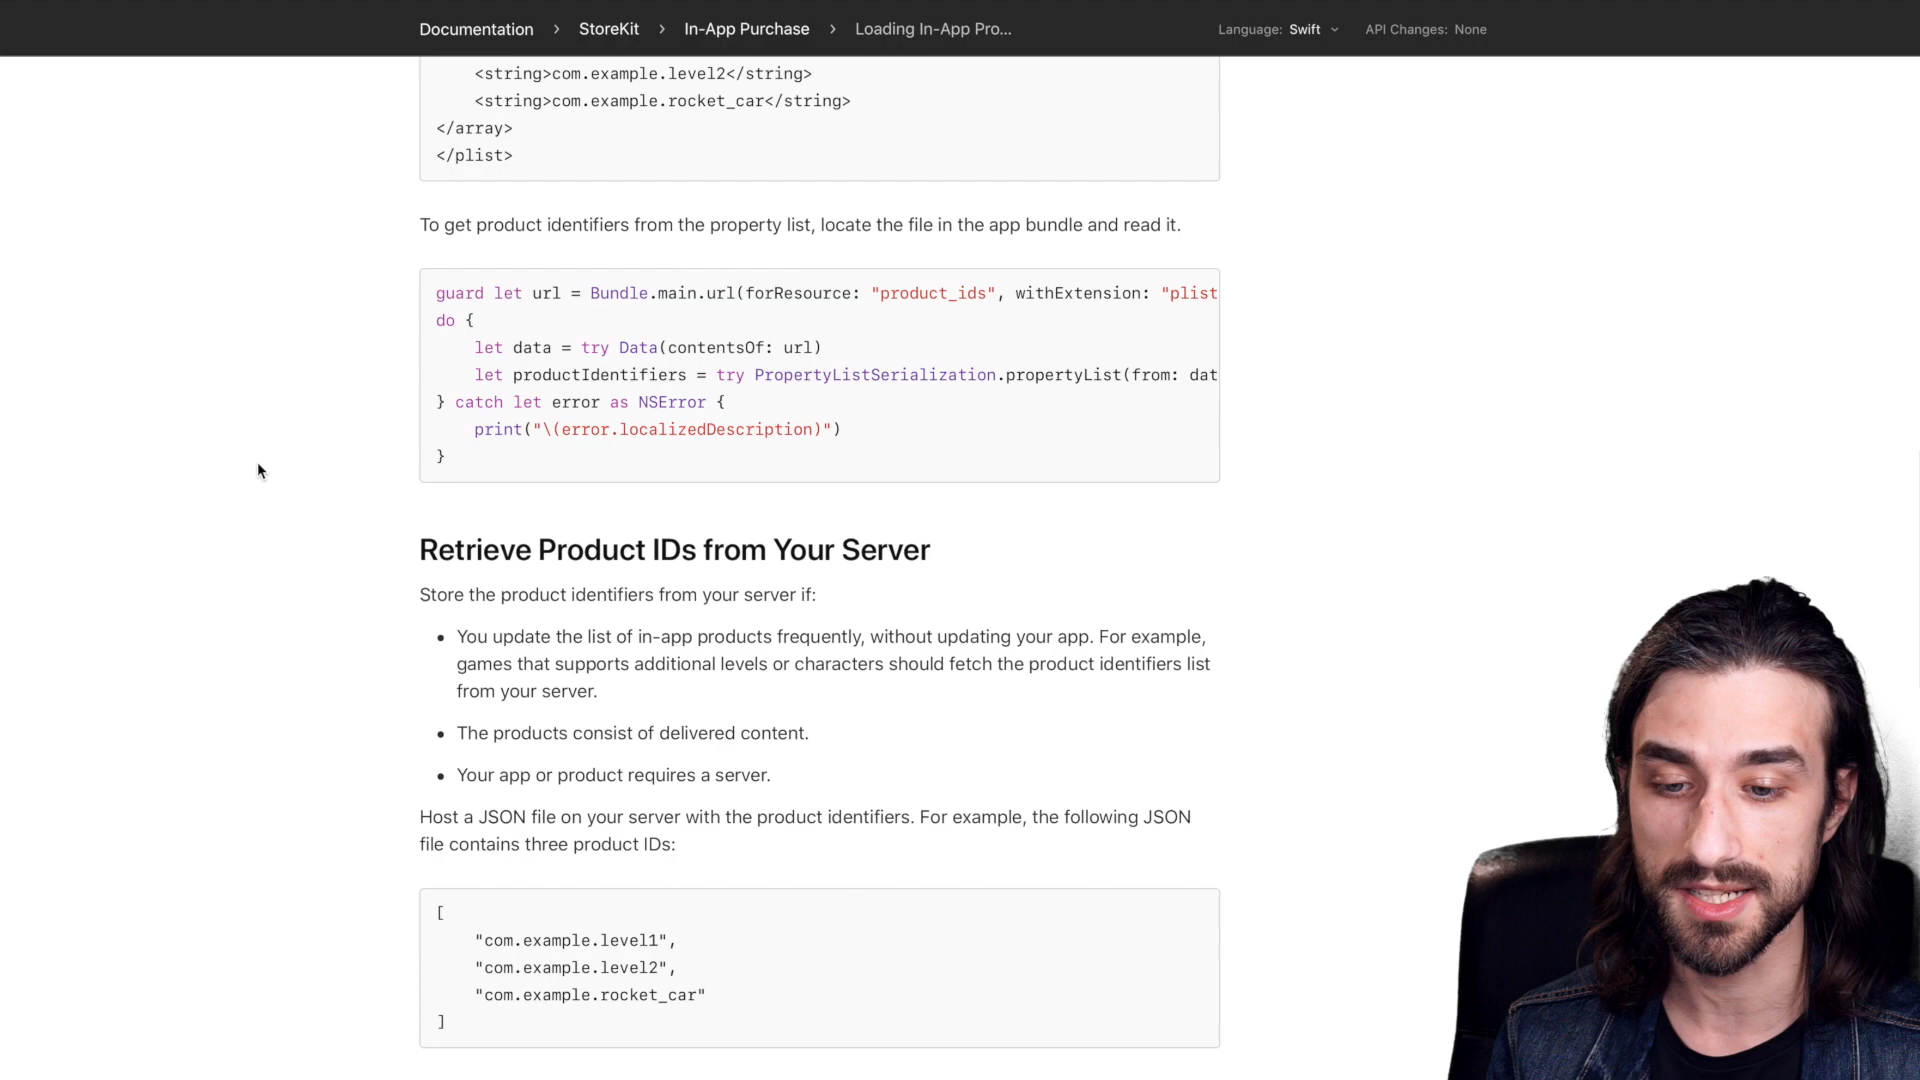 Documentation > StoreKit > In-App Purchase > Loading In-App Pro... Language: Swift API Changes: None
<string>com.example.level2</string>
<string>com.example.rocket_car</string>
</array>
</plist>
To get product identifiers from the property list, locate the file in the app bundle and read it.
guard let url = Bundle.main.url(forResource: "product_ids", withExtension: "plist
do {
let data = try Data(contentsOf: url)
let productIdentifiers = try PropertyListSerialization.propertyList(from: dat
} catch let error as NSError {
print("\(error.localizedDescription)")
}
Retrieve Product IDs from Your Server
Store the product identifiers from your server if:
• You update the list of in-app products frequently, without updating your app. For example,
games that supports additional levels or characters should fetch the product identifiers list
from your server.
• The products consist of delivered content.
• Your app or product requires a server.
Host a JSON file on your server with the product identifiers. For example, the following JSON
file contains three product IDs:
[
"com.example.level1",
"com.example.level2",
"com.example.rocket_car"
]